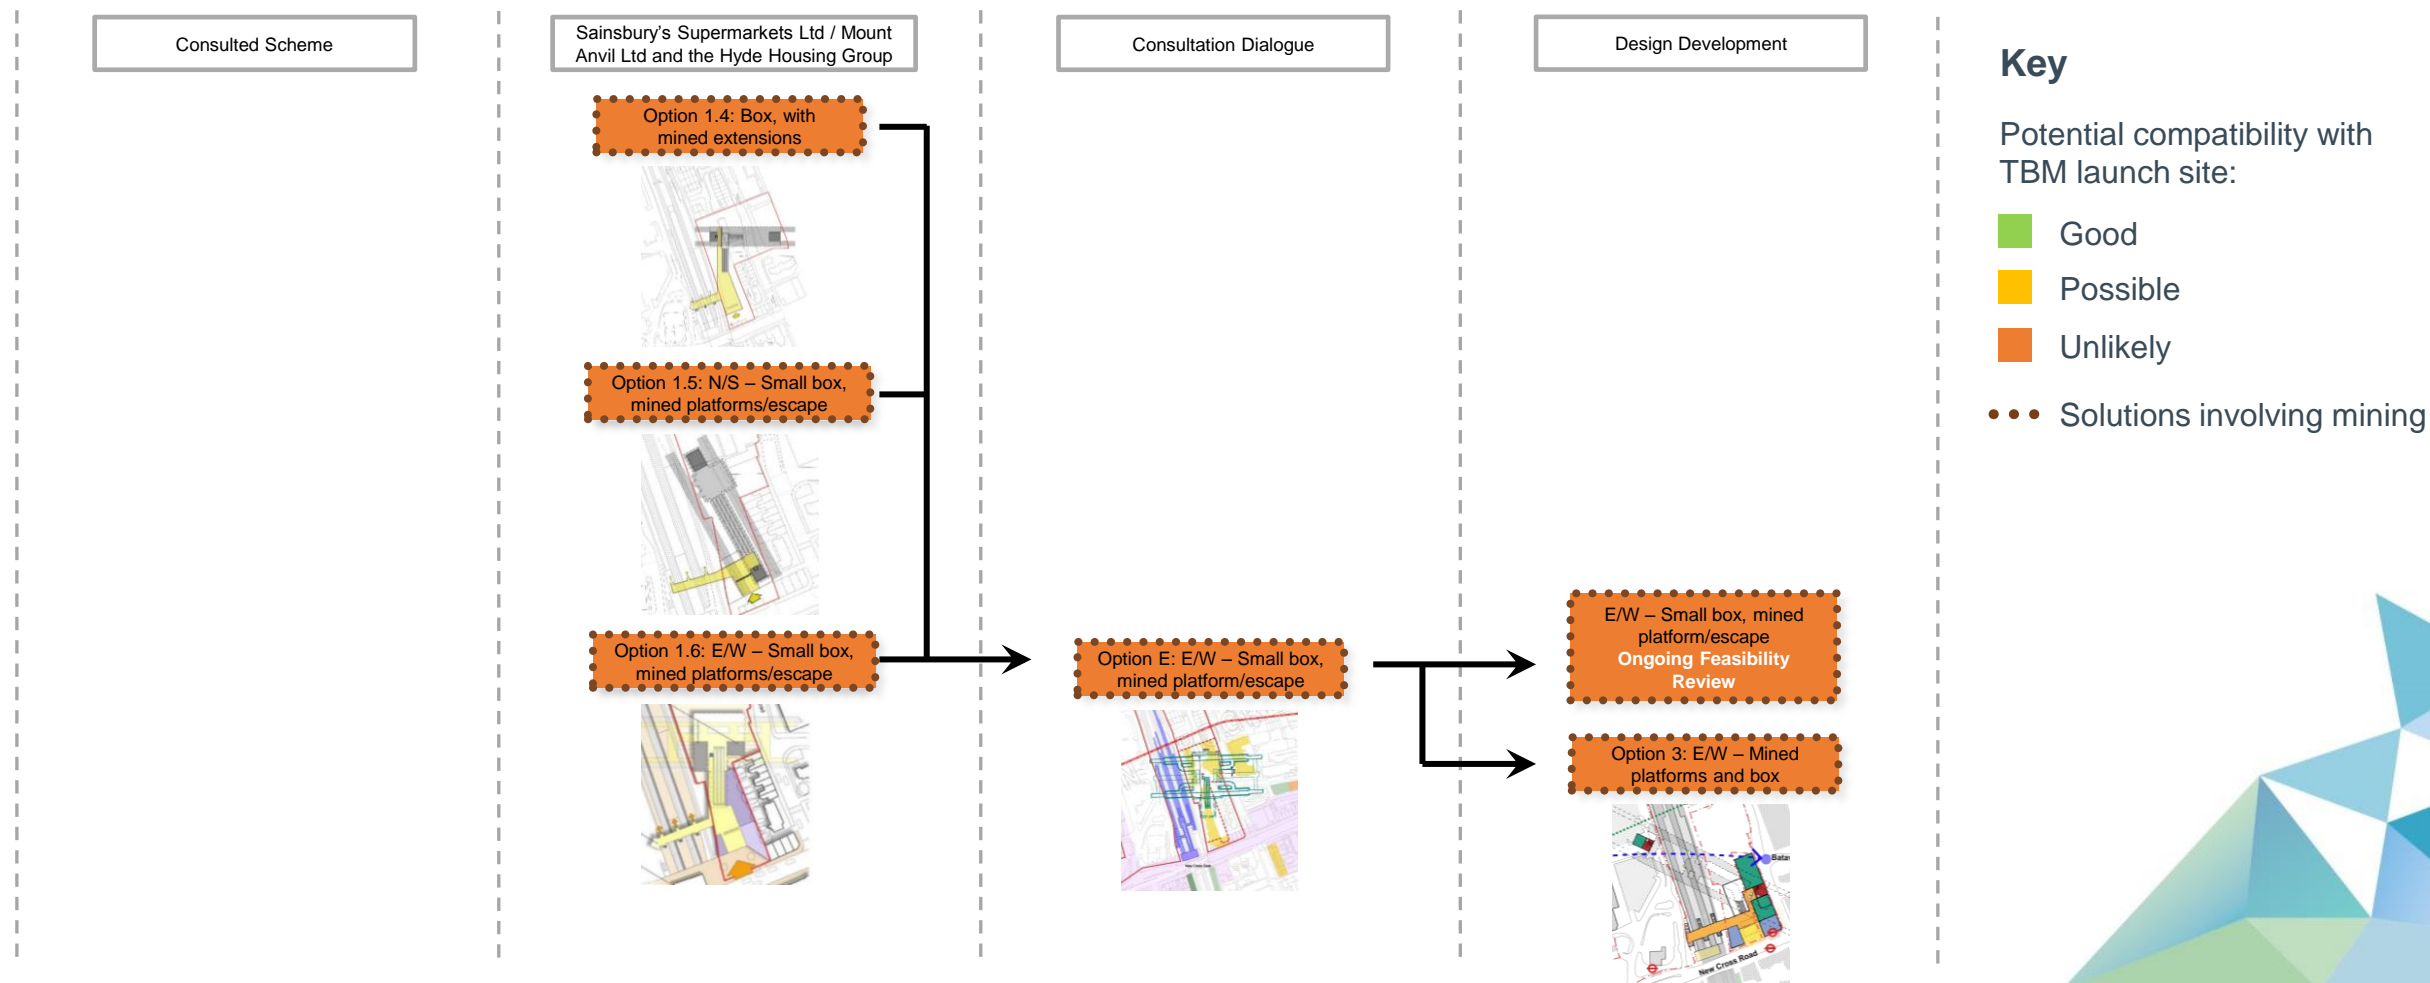 Consulted Scheme
Sainsbury’s Supermarkets Ltd / Mount
Anvil Ltd and the Hyde Housing Group
Consultation Dialogue
Design Development
Option 1.4: Box, with
mined extensions
Option 1.5: N/S – Small box,
mined platforms/escape
Option 1.6: E/W – Small box,
mined platforms/escape
Option E: E/W – Small box,
mined platform/escape
E/W – Small box, mined
platform/escape
Ongoing Feasibility
Review
Option 3: E/W – Mined
platforms and box
Batav
New Cross Road
Key
Potential compatibility with
TBM launch site:
Good
Possible
Unlikely
Solutions involving mining